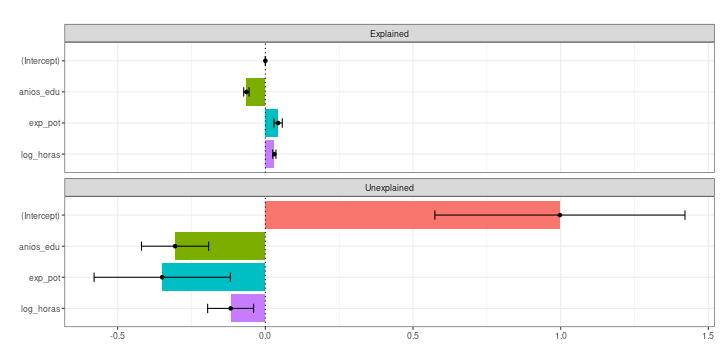 Explained
(Intercept)
anios_edu
exp_pot
log_horas
Unexplained
(Intercept)
anios_edu
exp_pot
log_horas
-0.5 0.0 0.5 1.0 1.5